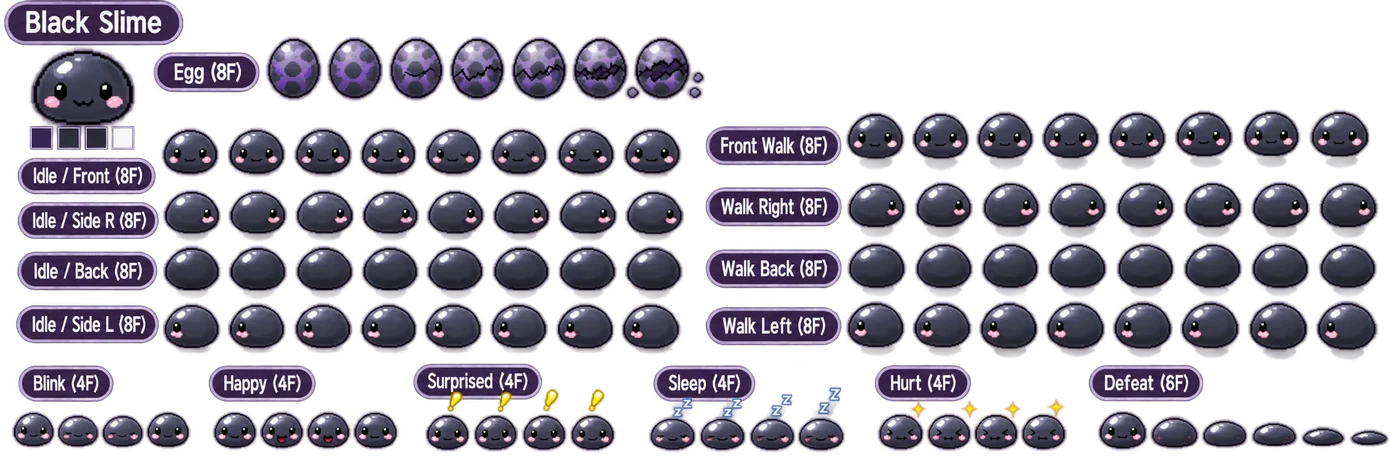 Black Slime
Egg (8F)
Idle / Front (8F)
Idle / Side R (8F)
Idle / Back (8F)
Idle / Side L (8F)
Front Walk (8F)
Walk Right (8F)
Walk Back (8F)
Walk Left (8F)
Blink (4F)
Happy (4F)
Surprised (4F)
Sleep (4F)
Hurt (4F)
Defeat (6F)
! ! ! !
z z z z z z z z